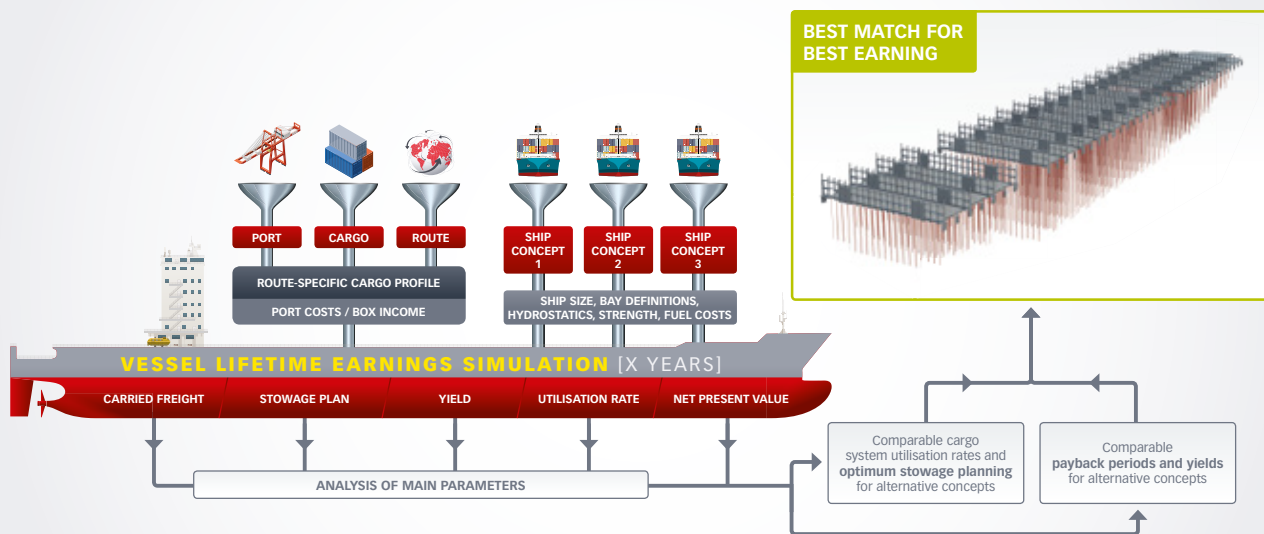 BEST MATCH FOR
BEST EARNING
PORT
CARGO
ROUTE
SHIP
CONCEPT
1
SHIP
CONCEPT
2
SHIP
CONCEPT
3
ROUTE-SPECIFIC CARGO PROFILE
PORT COSTS / BOX INCOME
SHIP SIZE, BAY DEFINITIONS,
HYDROSTATICS, STRENGTH, FUEL COSTS
VESSEL LIFETIME EARNINGS SIMULATION [X YEARS]
CARRIED FREIGHT
STOWAGE PLAN
YIELD
UTILISATION RATE
NET PRESENT VALUE
ANALYSIS OF MAIN PARAMETERS
Comparable cargo
system utilisation rates and
optimum stowage planning
for alternative concepts
Comparable
payback periods and yields
for alternative concepts